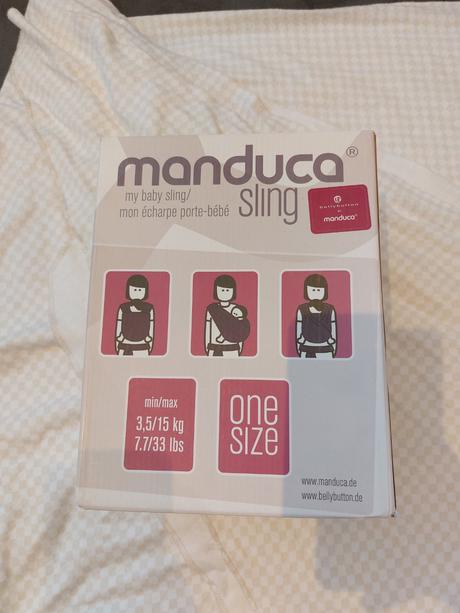 manduca®
my baby sling/
mon écharpe porte-bébé
sling
bellybutton
manduca®
min/max
3,5/15 kg
7.7/33 lbs
one
size
www.manduca.de
www.bellybutton.de